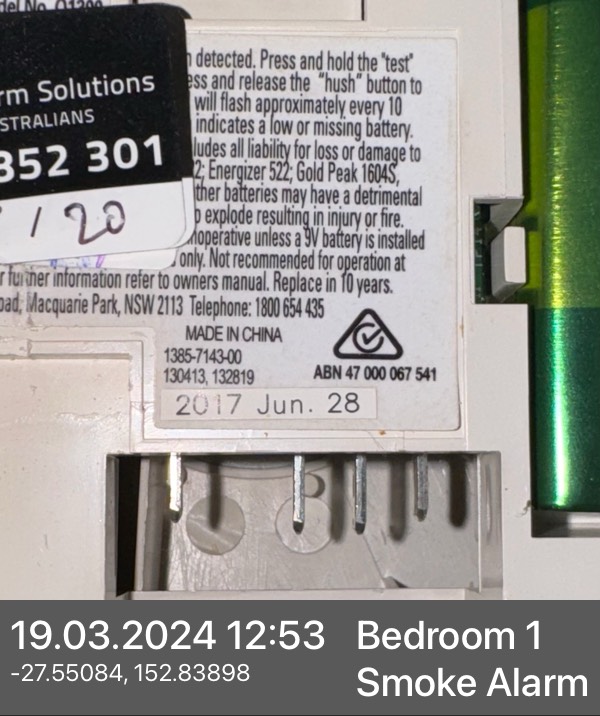 del No. Q1300
detected. Press and hold the "test"
ess and release the "hush" button to
will flash approximately every 10
indicates a low or missing battery.
ludes all liability for loss or damage to
2; Energizer 522; Gold Peak 1604S,
ther batteries may have a detrimental
explode resulting in injury or fire.
noperative unless a 9V battery is installed
only. Not recommended for operation at
r further information refer to owners manual. Replace in 10 years.
oad, Macquarie Park, NSW 2113 Telephone: 1800 654 435
rm Solutions
STRALIANS
352 301
/ 20
MADE IN CHINA
1385-7143-00
130413, 132819
ABN 47 000 067 541
2017 Jun. 28
19.03.2024 12:53
-27.55084, 152.83898
Bedroom 1
Smoke Alarm